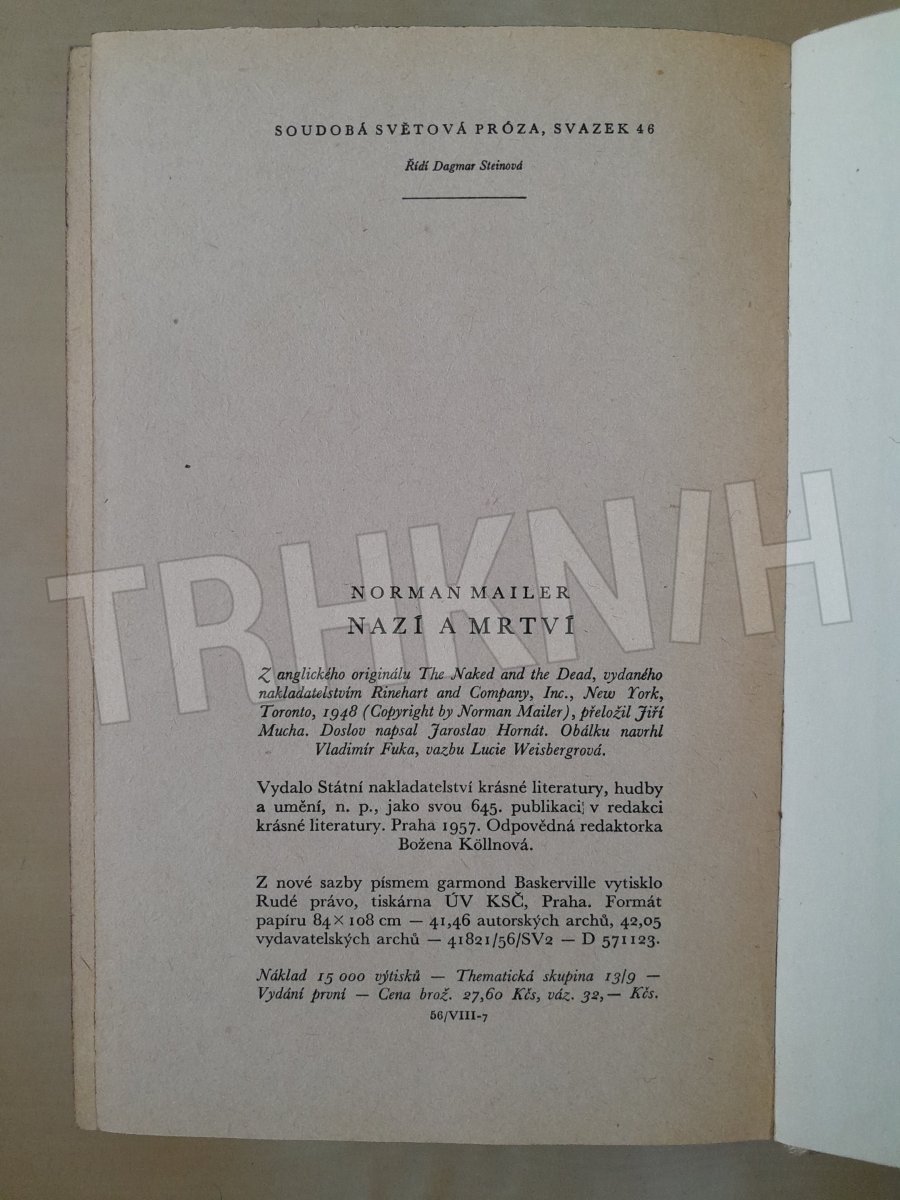 SOUDOBÁ SVĚTOVÁ PRÓZA, SVAZEK 46
Řídí Dagmar Steinová
TRHKNIH
NORMAN MAILER
NAZÍ A MRTVÍ
Z anglického originálu The Naked and the Dead, vydaného
nakladatelstvím Rinehart and Company, Inc., New York,
Toronto, 1948 (Copyright by Norman Mailer), přeložil Jiří
Mucha. Doslov napsal Jaroslav Hornát. Obálku navrhl
Vladimír Fuka, vazbu Lucie Weisbergrová.
Vydalo Státní nakladatelství krásné literatury, hudby
a umění, n. p., jako svou 645. publikaci v redakci
krásné literatury. Praha 1957. Odpovědná redaktorka
Božena Köllnová.
Z nové sazby písmem garmond Baskerville vytisklo
Rudé právo, tiskárna ÚV KSČ, Praha. Formát
papíru 84×108 cm — 41,46 autorských archů, 42,05
vydavatelských archů — 41821/56/SV2 — D 571123.
Náklad 15 000 výtisků — Thematická skupina 13/9 —
Vydání první — Cena brož. 27,60 Kčs, váz. 32,— Kčs.
56/VIII-7